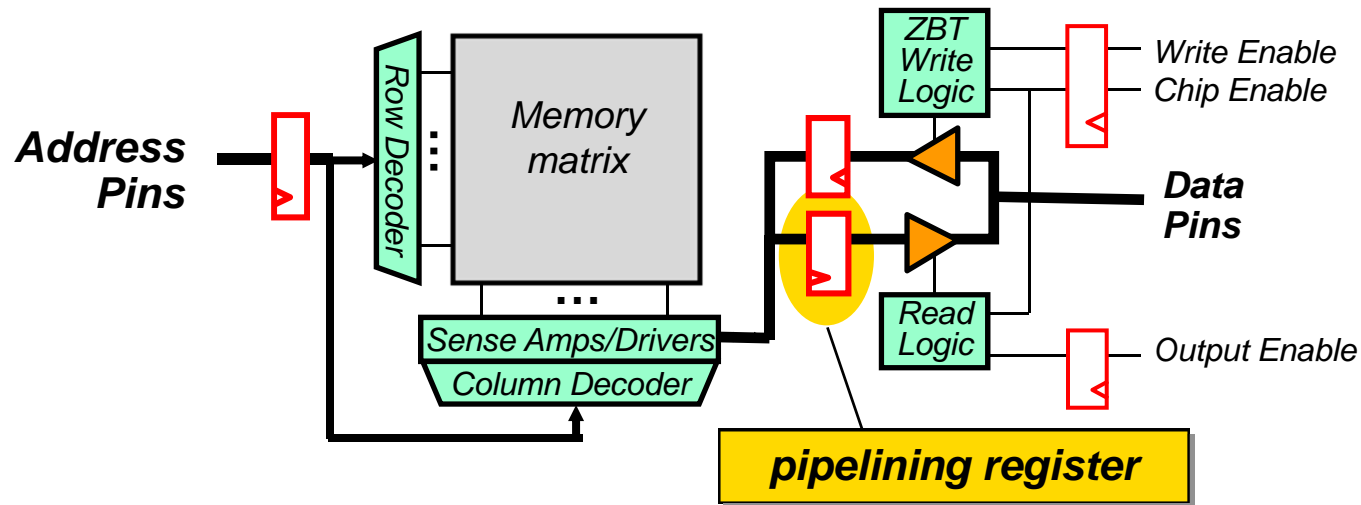 Address
Pins
Row Decoder
...
Memory
matrix
...
Sense Amps/Drivers
Column Decoder
ZBT
Write
Logic
Write Enable
Chip Enable
Data
Pins
Read
Logic
Output Enable
pipelining register